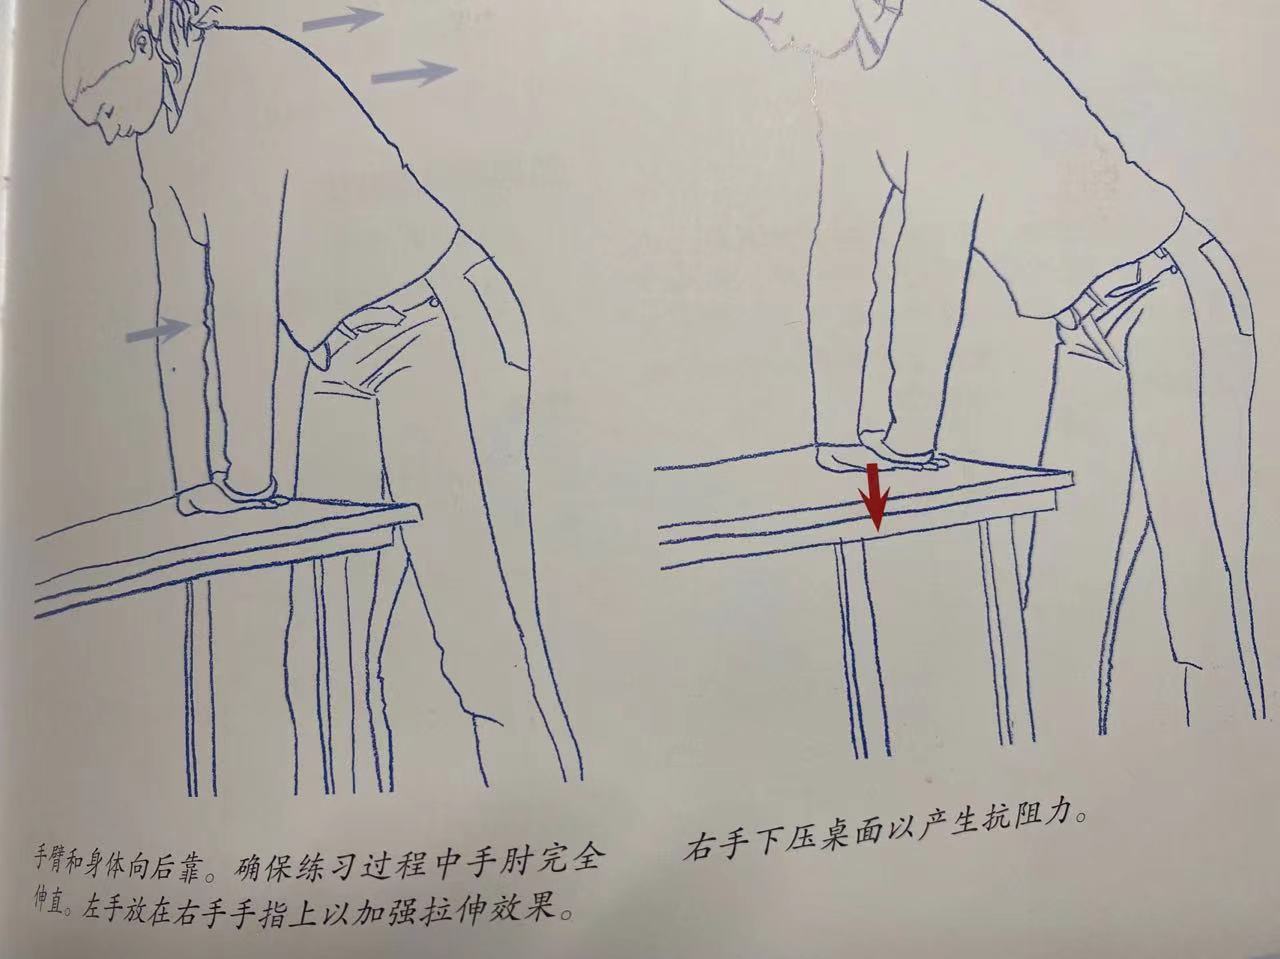 手臂和身体向后靠。确保练习过程中手肘完全
伸直。左手放在右手手指上以加强拉伸效果。
右手下压桌面以产生抗阻力。